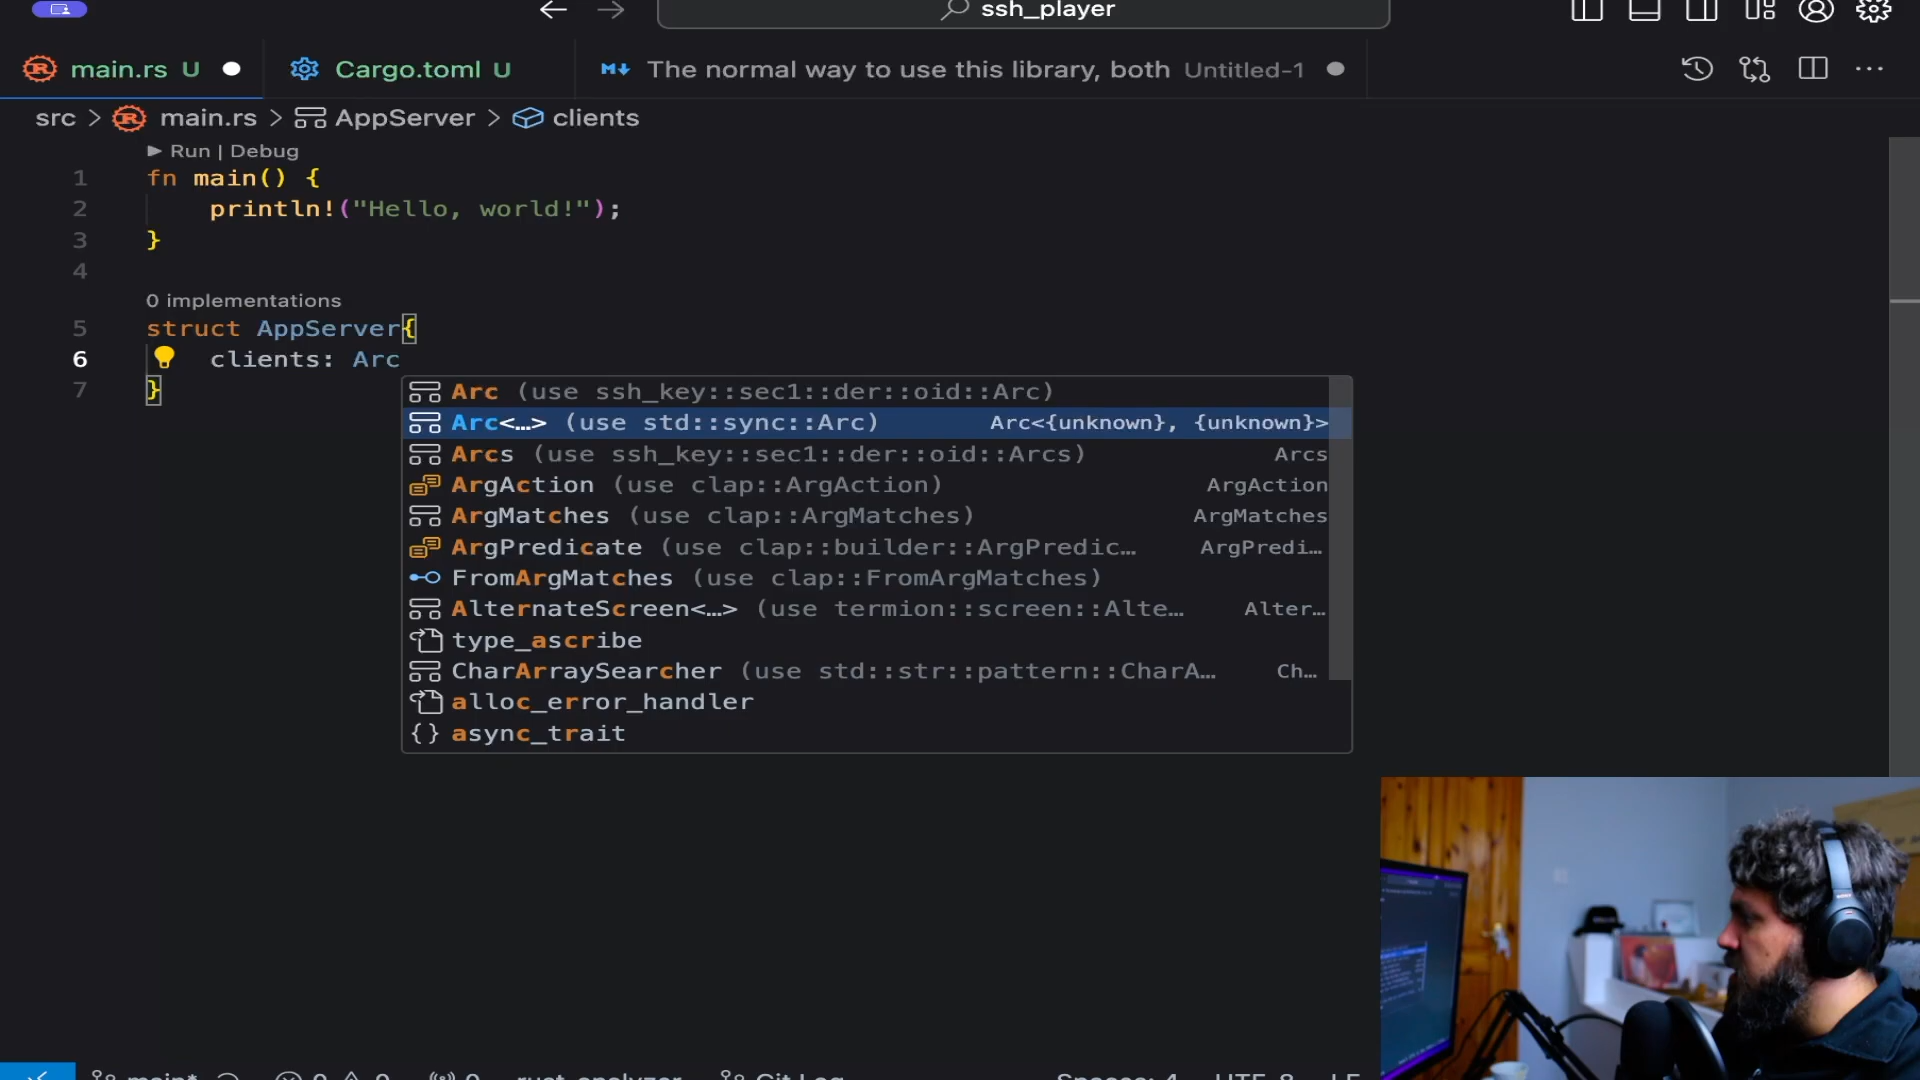 ssh_player
main.rs U
Cargo.toml U
The normal way to use this library, both Untitled-1
src > main.rs > AppServer > clients
Run | Debug
1 fn main() {
2 println!("Hello, world!");
3 }
4
0 implementations
5 struct AppServer{
6 clients: Arc
7 }
Arc (use ssh_key::sec1::der::oid::Arc)
Arc<…> (use std::sync::Arc) Arc<{unknown}, {unknown}>
Arcs (use ssh_key::sec1::der::oid::Arcs) Arcs
ArgAction (use clap::ArgAction) ArgAction
ArgMatches (use clap::ArgMatches) ArgMatches
ArgPredicate (use clap::builder::ArgPredic… ArgPredi…
FromArgMatches (use clap::FromArgMatches)
AlternateScreen<…> (use termion::screen::Alte… Alter…
type_ascribe
CharArraySearcher (use std::str::pattern::CharA… Ch…
alloc_error_handler
{} async_trait
main* 0 0 0 rust-analyzer Git Log Spaces: 4 UTF-8 LF